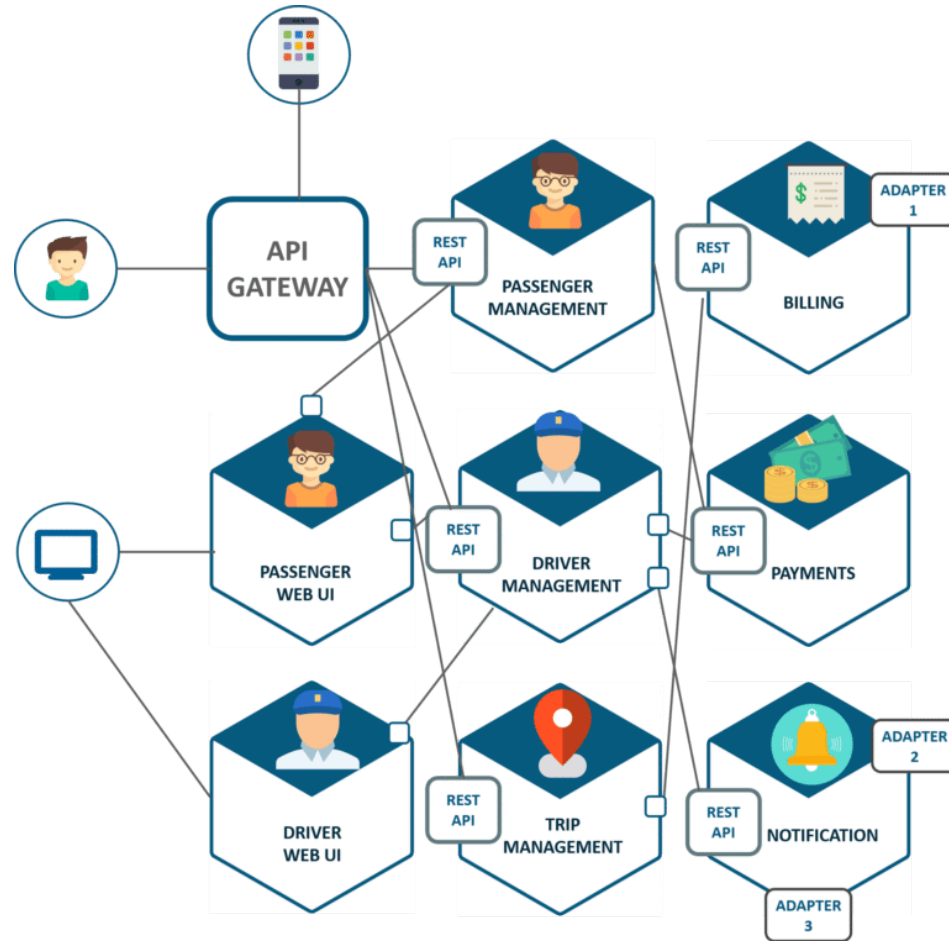 API
GATEWAY
REST
API
PASSENGER
MANAGEMENT
REST
API
BILLING
ADAPTER
1
PASSENGER
WEB UI
REST
API
DRIVER
MANAGEMENT
REST
API
PAYMENTS
DRIVER
WEB UI
REST
API
TRIP
MANAGEMENT
REST
API
NOTIFICATION
ADAPTER
2
ADAPTER
3